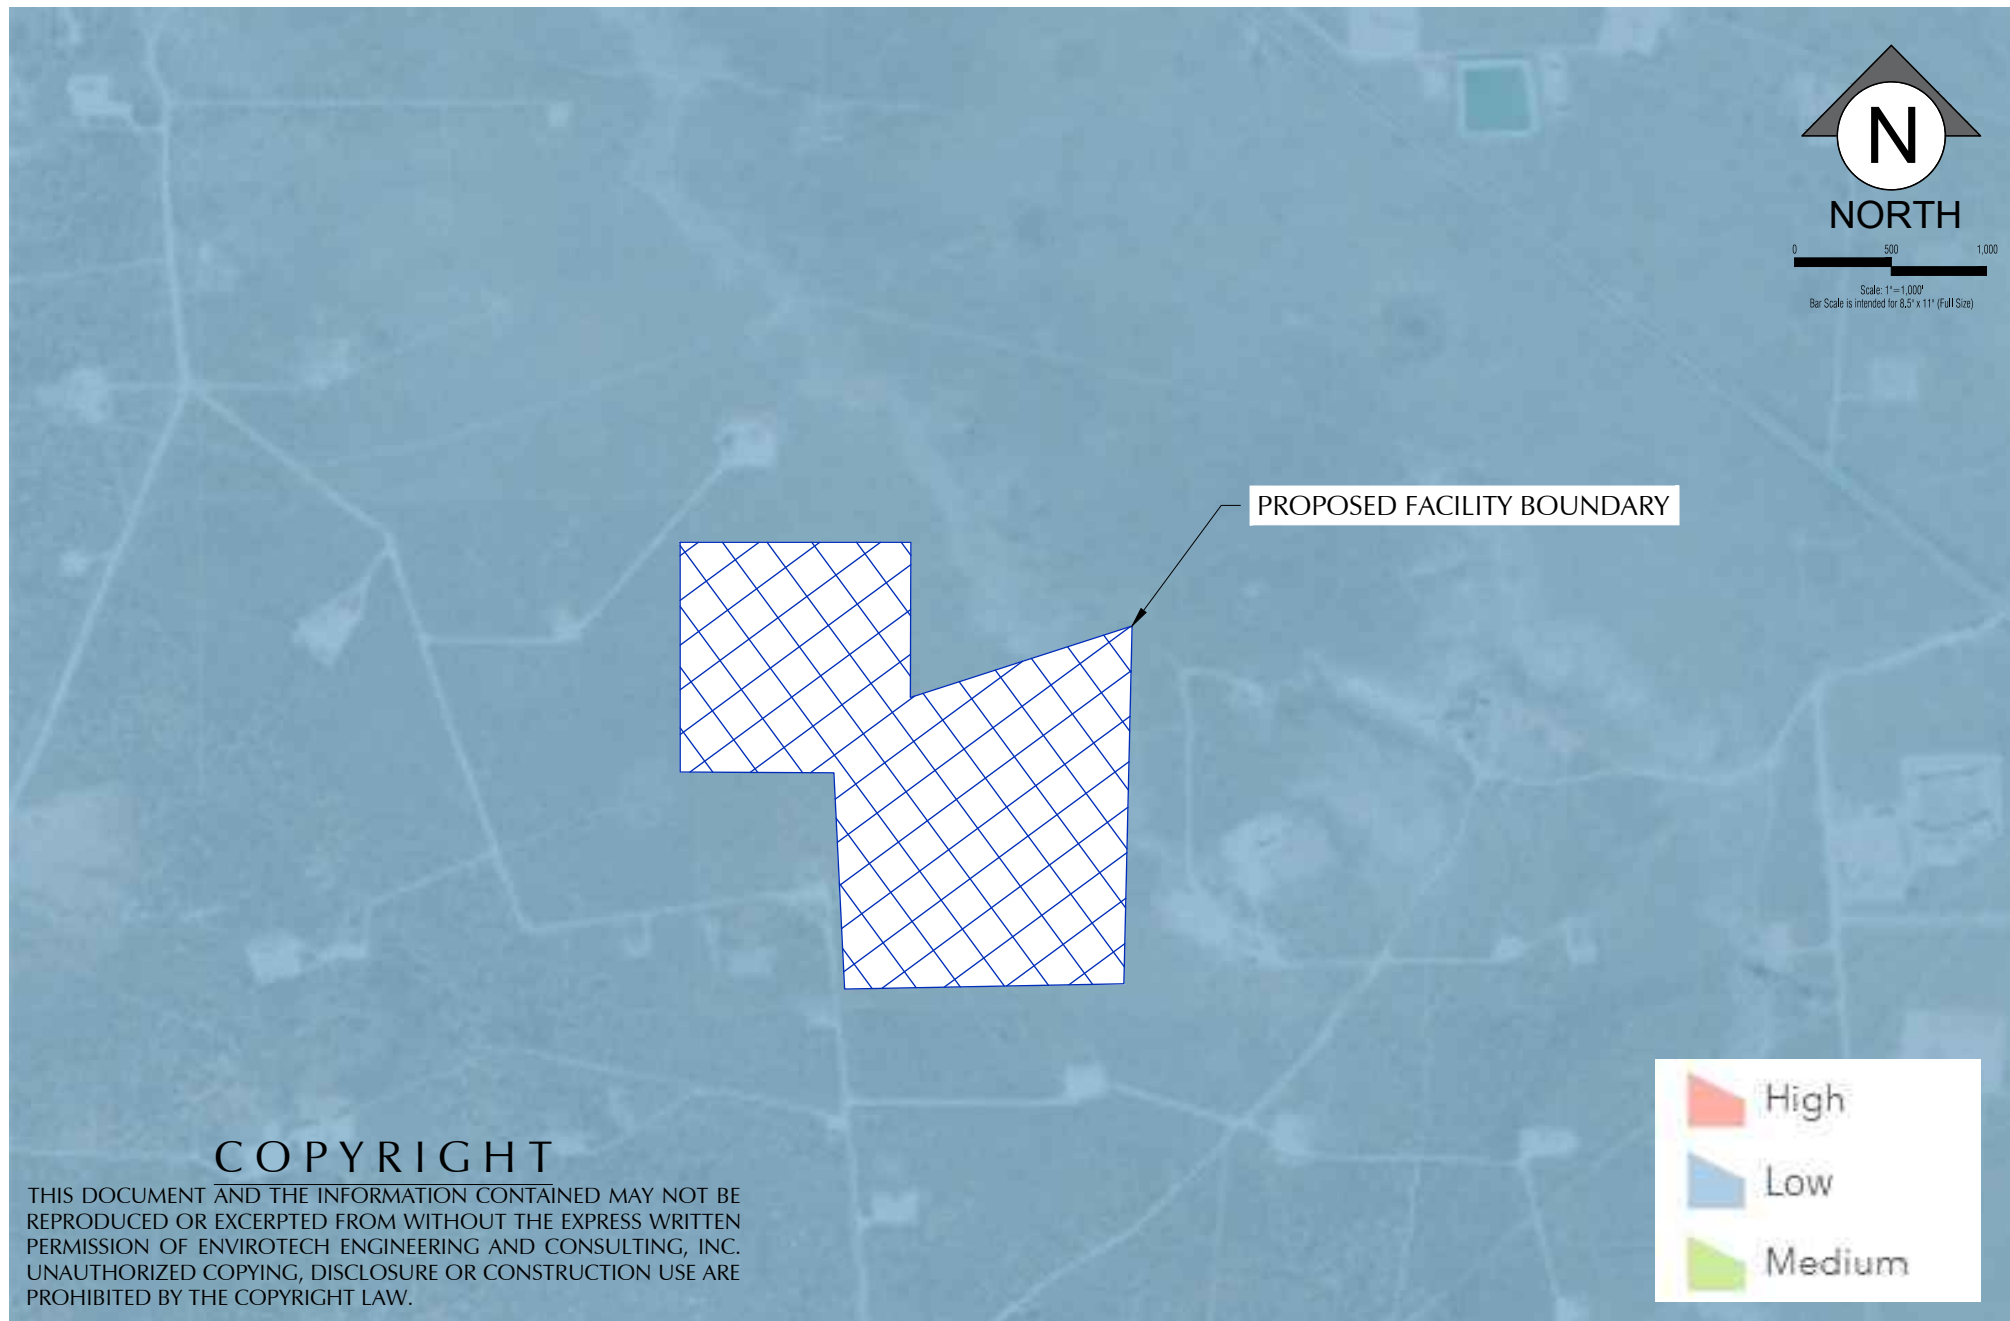 N
NORTH
0 500 1,000
Scale: 1"=1,000'
Bar Scale is intended for 8.5" x 11" (Full Size)
PROPOSED FACILITY BOUNDARY
High
Low
Medium
COPYRIGHT
THIS DOCUMENT AND THE INFORMATION CONTAINED MAY NOT BE
REPRODUCED OR EXCERPTED FROM WITHOUT THE EXPRESS WRITTEN
PERMISSION OF ENVIROTECH ENGINEERING AND CONSULTING, INC.
UNAUTHORIZED COPYING, DISCLOSURE OR CONSTRUCTION USE ARE
PROHIBITED BY THE COPYRIGHT LAW.